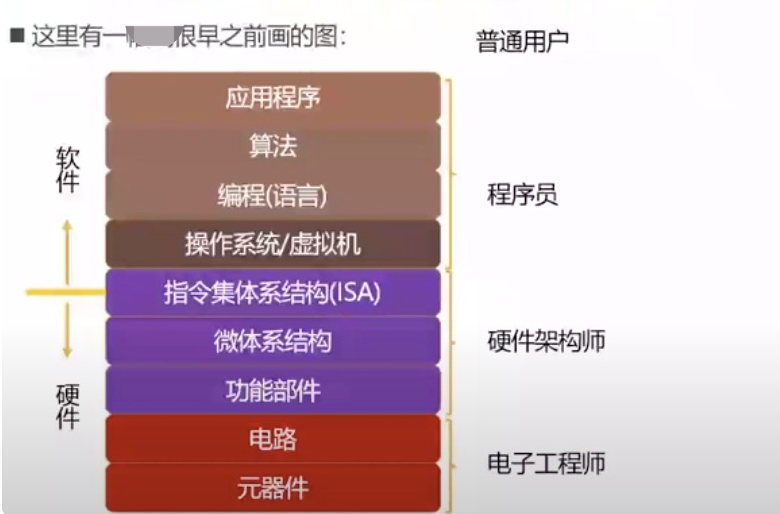 ■ 这里有一很早之前画的图：
普通用户
应用程序
算法
编程(语言)
操作系统/虚拟机
指令集体系结构(ISA)
微体系结构
功能部件
电路
元器件
软件
硬件
程序员
硬件架构师
电子工程师